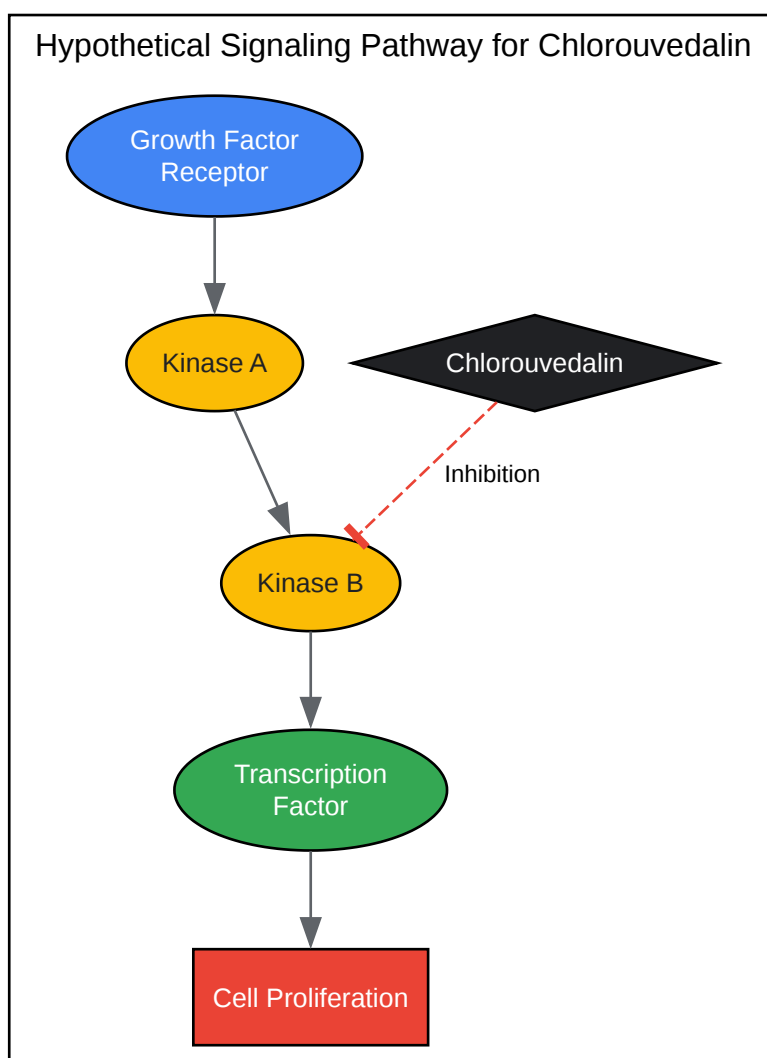 Hypothetical Signaling Pathway for Chlorouvedalin
Growth Factor
Receptor
Kinase A
Chlorouvedalin
Inhibition
Kinase B
Transcription
Factor
Cell Proliferation